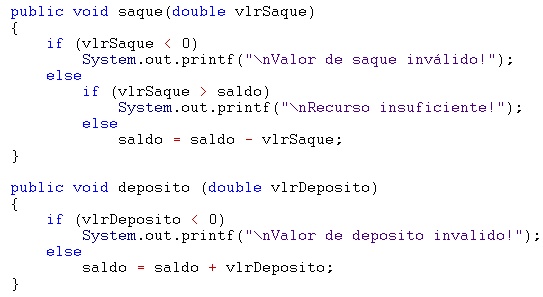 public void saque(double vlrSaque)
{
    if (vlrSaque < 0)
        System.out.printf("\nValor de saque inválido!");
    else
        if (vlrSaque > saldo)
            System.out.printf("\nRecurso insuficiente!");
        else
            saldo = saldo - vlrSaque;
}

public void deposito (double vlrDeposito)
{
    if (vlrDeposito < 0)
        System.out.printf("\nValor de deposito invalido!");
    else
        saldo = saldo + vlrDeposito;
}